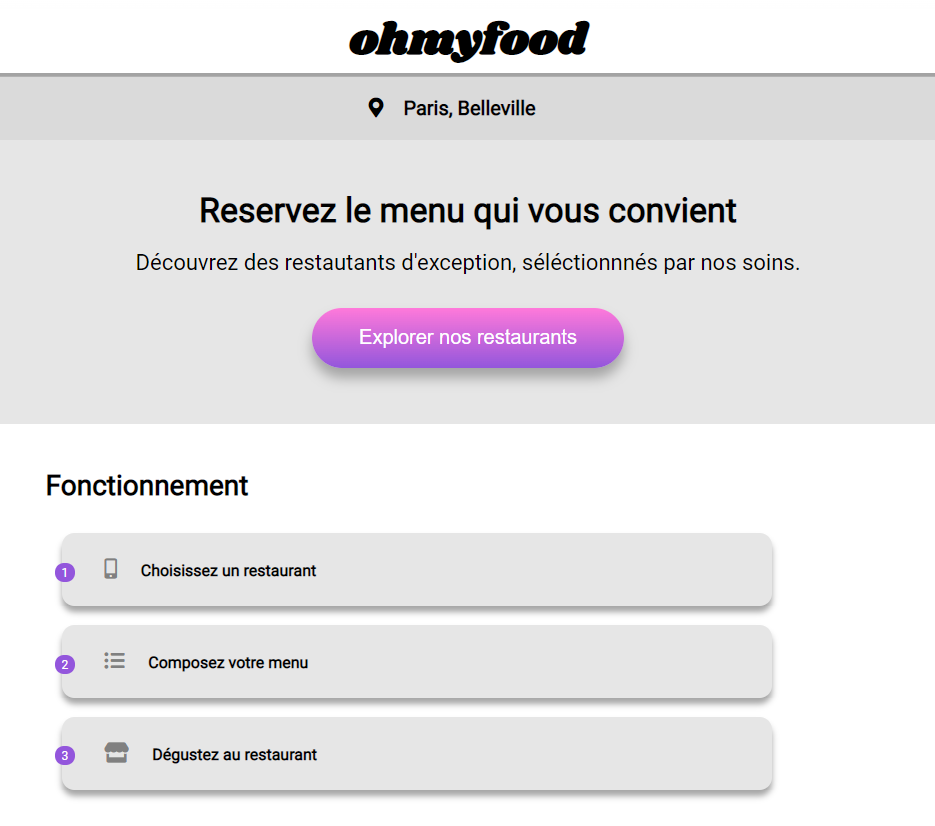 ohmyfood
Paris, Belleville
Reservez le menu qui vous convient
Découvrez des restautants d'exception, séléctionnnés par nos soins.
Explorer nos restaurants
Fonctionnement
1 Choisissez un restaurant
2 Composez votre menu
3 Dégustez au restaurant